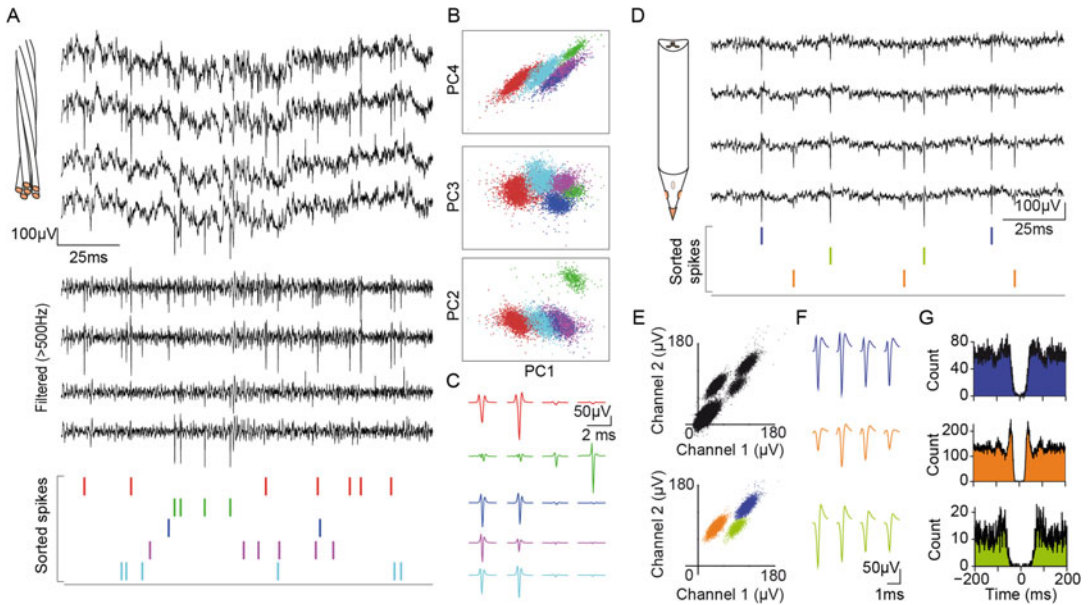 A
100µV
25ms
Filtered (>500Hz)
Sorted spikes
B
PC4
PC3
PC2
PC1
C
50µV
2 ms
D
100µV
25ms
Sorted
spikes
E
180
Channel 2 (µV)
0
Channel 1 (µV)
180
180
Channel 2 (µV)
0
180
Channel 1 (µV)
F
50µV
1ms
G
80
40
0
Count
200
100
0
Count
20
10
0
Count
−200
0
200
Time (ms)